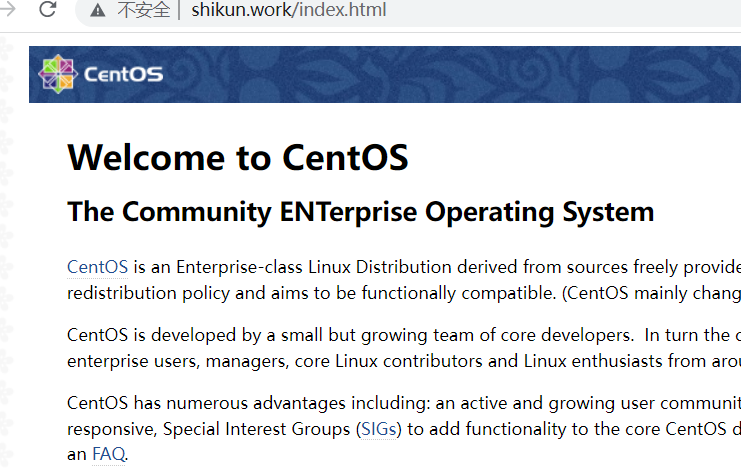 不安全 | shikun.work/index.html
CentOS
Welcome to CentOS
The Community ENTerprise Operating System
CentOS is an Enterprise-class Linux Distribution derived from sources freely provide
redistribution policy and aims to be functionally compatible. (CentOS mainly chang
CentOS is developed by a small but growing team of core developers.  In turn the c
enterprise users, managers, core Linux contributors and Linux enthusiasts from arou
CentOS has numerous advantages including: an active and growing user communit
responsive, Special Interest Groups (SIGs) to add functionality to the core CentOS d
an FAQ.